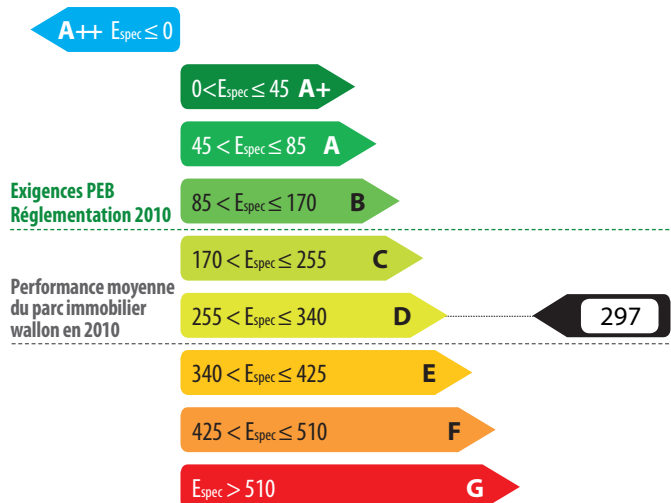 A++ Espec ≤ 0
0<Espec ≤ 45 A+
45 < Espec ≤ 85 A
Exigences PEB
Réglementation 2010
85 < Espec ≤ 170 B
170 < Espec ≤ 255 C
Performance moyenne
du parc immobilier
wallon en 2010
255 < Espec ≤ 340 D
297
340 < Espec ≤ 425 E
425 < Espec ≤ 510 F
Espec > 510 G